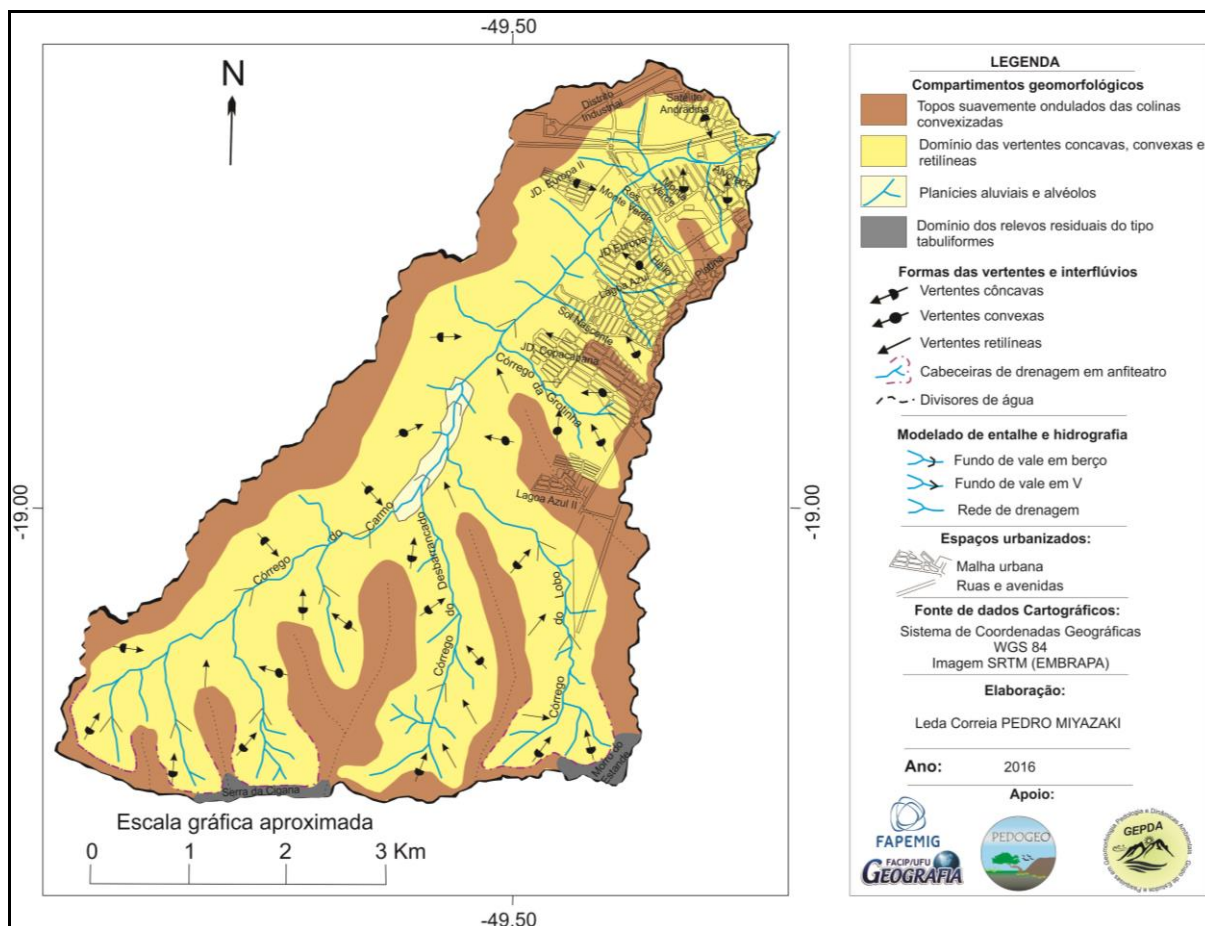 -49.50
N
-19.00
Distrito
Industrial
Satélite
Andradina
JD. Europa II
Monte Verde
Alvorada
JD Europa
Lagoa Azul
Platina
Sol Nascente
JD. Copacabana
Córrego da Grotinha
Lagoa Azul II
Córrego do Carmo
Córrego do Desbarrancado
Córrego do Lobo
Serra da Cigana
Morro do
Estande
Escala gráfica aproximada
0 1 2 3 Km
-49.50
-19.00
LEGENDA
Compartimentos geomorfológicos
Topos suavemente ondulados das colinas
convexizadas
Domínio das vertentes concavas, convexas e
retilíneas
Planícies aluviais e alvéolos
Domínio dos relevos residuais do tipo
tabuliformes
Formas das vertentes e interflúvios
Vertentes côncavas
Vertentes convexas
Vertentes retilíneas
Cabeceiras de drenagem em anfiteatro
Divisores de água
Modelado de entalhe e hidrografia
Fundo de vale em berço
Fundo de vale em V
Rede de drenagem
Espaços urbanizados:
Malha urbana
Ruas e avenidas
Fonte de dados Cartográficos:
Sistema de Coordenadas Geográficas
WGS 84
Imagem SRTM (EMBRAPA)
Elaboração:
Leda Correia PEDRO MIYAZAKI
Ano: 2016
Apoio:
FAPEMIG
FACIP/UFU
GEOGRAFIA
PEDOGEO
GEPDA